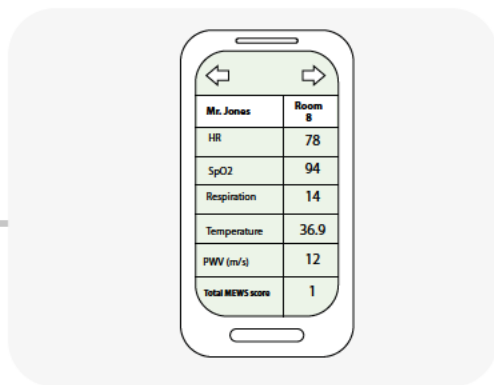 Mr. Jones Room 8
HR 78
SpO2 94
Respiration 14
Temperature 36.9
PWV (m/s) 12
Total MEWS score 1